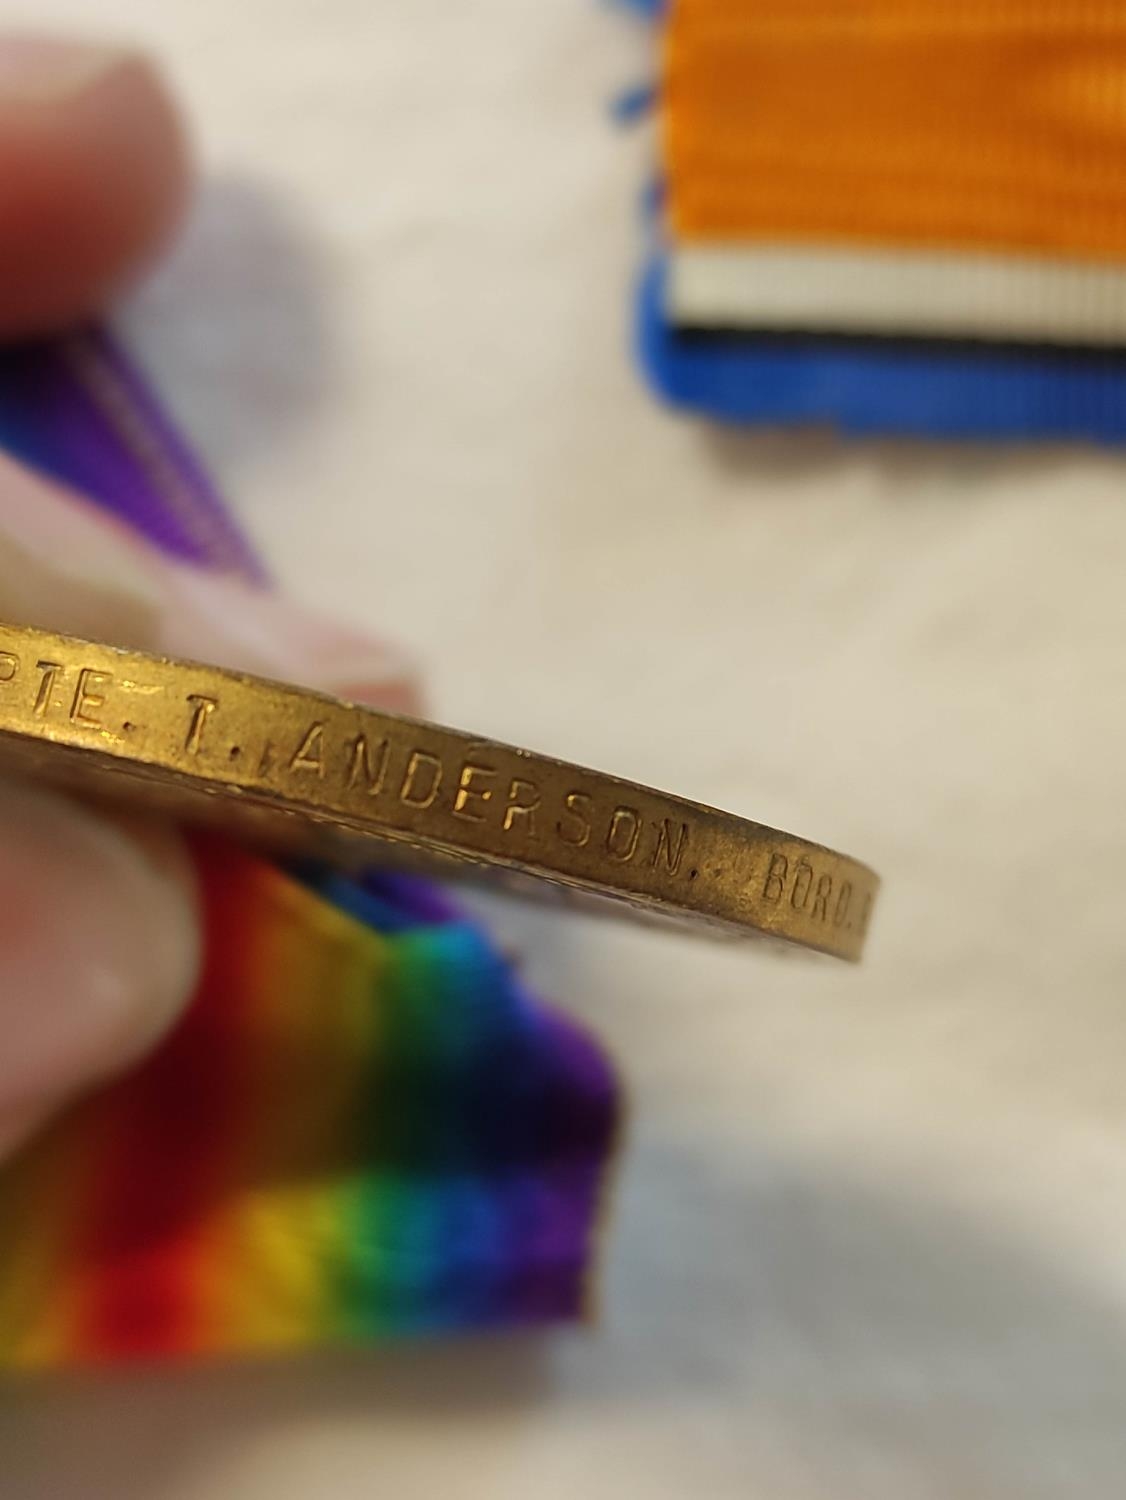 PTE. T. ANDERSON. BORD.